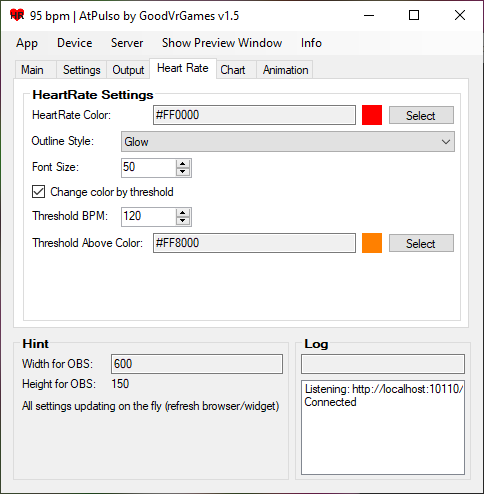 95 bpm | AtPulso by GoodVrGames v1.5
App Device Server Show Preview Window Info
Main Settings Output Heart Rate Chart Animation
HeartRate Settings
HeartRate Color: #FF0000 Select
Outline Style: Glow
Font Size: 50
Change color by threshold
Threshold BPM: 120
Threshold Above Color: #FF8000 Select
Hint
Width for OBS: 600
Height for OBS: 150
All settings updating on the fly (refresh browser/widget)
Log
Listening: http://localhost:10110/
Connected